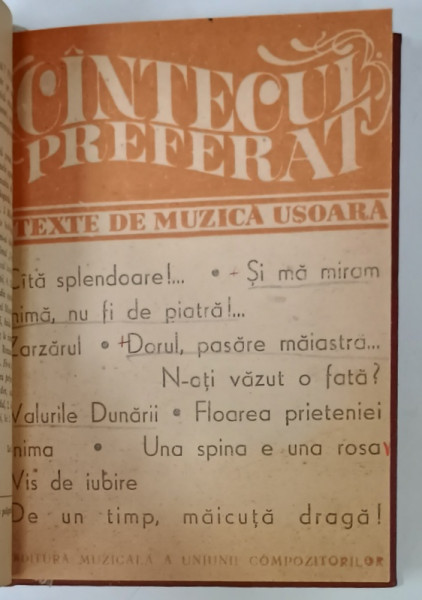 CÎNTECUL
PREFERAT
TEXTE DE MUZICĂ UȘOARĂ
Cîtă splendoare!... • Și mă miram
inimă, nu fi de piatră!...
Zarzărul • Dorul, pasăre măiastră...
N-ați văzut o fată?
Valurile Dunării • Floarea prieteniei
inima • Una spina e una rosa
Vis de iubire
De un timp, măicuță dragă!
EDITURA MUZICALĂ A UNIUNII COMPOZITORILOR